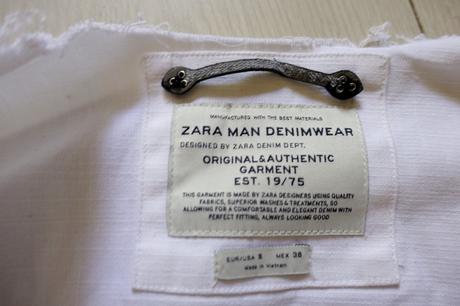 MANUFACTURED WITH THE BEST MATERIALS
ZARA MAN DENIMWEAR
DESIGNED BY ZARA DENIM DEPT.
ORIGINAL&AUTHENTIC
GARMENT
EST. 19/75
THIS GARMENT IS MADE BY ZARA DESIGNERS USING QUALITY
FABRICS, SUPERIOR WASHES & TREATMENTS, SO
ALLOWING FOR A COMFORTABLE AND ELEGANT DENIM WITH
PERFECT FITTING, ALWAYS LOOKING GOOD
EUR/USA S MEX 38
Made in Vietnam